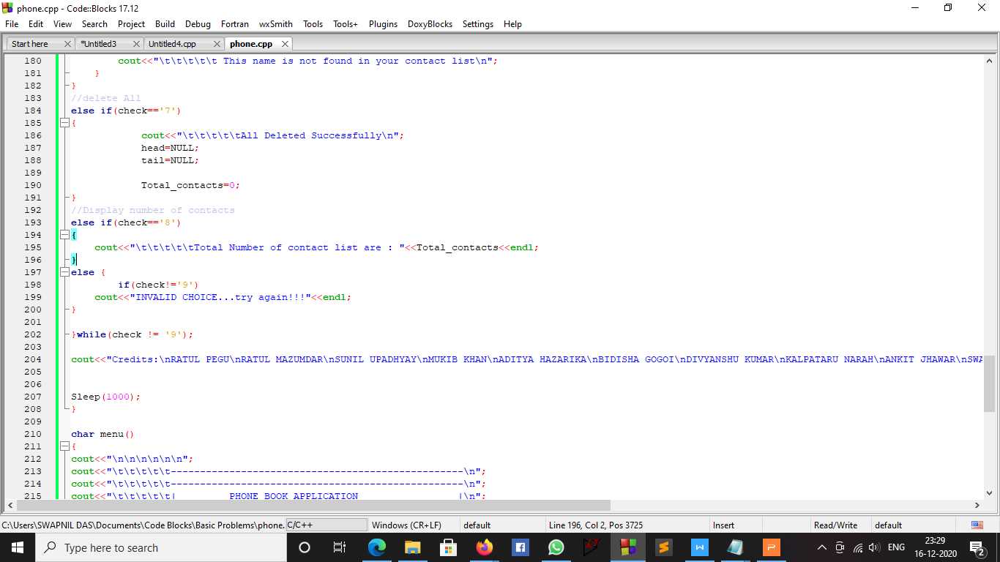 phone.cpp - Code::Blocks 17.12
File Edit View Search Project Build Debug Fortran wxSmith Tools Tools+ Plugins DoxyBlocks Settings Help
Start here *Untitled3 Untitled4.cpp phone.cpp
180 cout<<"\t\t\t\t\t This name is not found in your contact list\n";
181 }
182 }
183 //delete All
184 else if(check=='7')
185 {
186 cout<<"\t\t\t\t\tAll Deleted Successfully\n";
187 head=NULL;
188 tail=NULL;
189
190 Total_contacts=0;
191 }
192 //Display number of contacts
193 else if(check=='8')
194 {
195 cout<<"\t\t\t\t\tTotal Number of contact list are : "<<Total_contacts<<endl;
196 }
197 else {
198 if(check!='9')
199 cout<<"INVALID CHOICE...try again!!!"<<endl;
200 }
201
202 }while(check != '9');
203
204 cout<<"Credits:\nRATUL PEGU\nRATUL MAZUMDAR\nSUNIL UPADHYAY\nMUKIB KHAN\nADITYA HAZARIKA\nBIDISHA GOGOI\nDIVYANSHU KUMAR\nKALPATARU NARAH\nANKIT JHAWAR\nSWA
205
206
207 Sleep(1000);
208 }
209
210 char menu()
211 {
212 cout<<"\n\n\n\n\n\n";
213 cout<<"\t\t\t\t\t--------------------------------------------------\n";
214 cout<<"\t\t\t\t\t--------------------------------------------------\n";
215 cout<<"\t\t\t\t\t| PHONE BOOK APPLICATION |\n";
C:\Users\SWAPNIL DAS\Documents\Code Blocks\Basic Problems\phone. C/C++ Windows (CR+LF) default Line 196, Col 2, Pos 3725 Insert Read/Write default
Type here to search ENG 23:29
16-12-2020 2